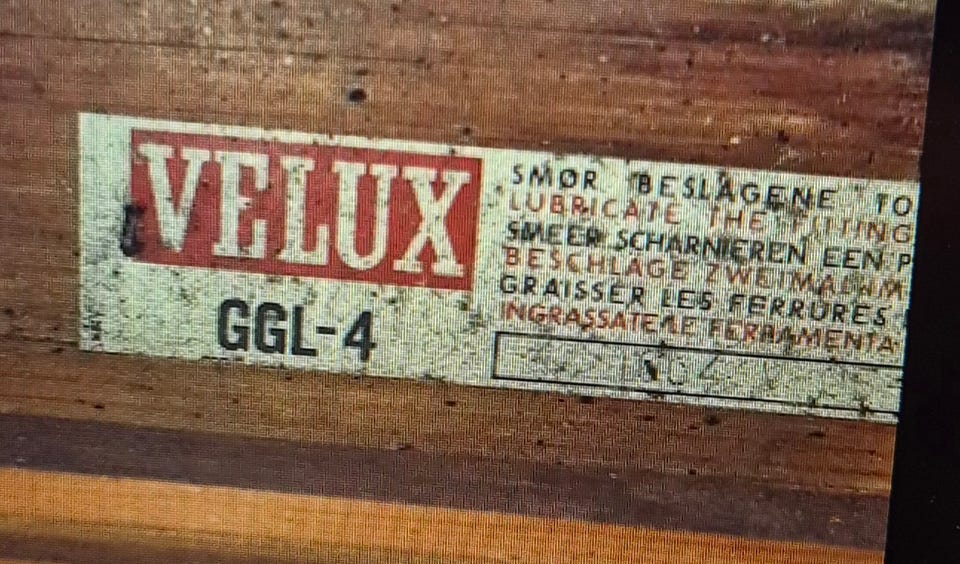 VELUX
GGL-4
SMØR BESLAGENE TO
LUBRICATE THE FITTING
SMEER SCHARNIEREN EEN P
BESCHLÄGE ZWEIMAL
GRAISSER LES FERRURES
INGRASSATE LE FERRAMENTA